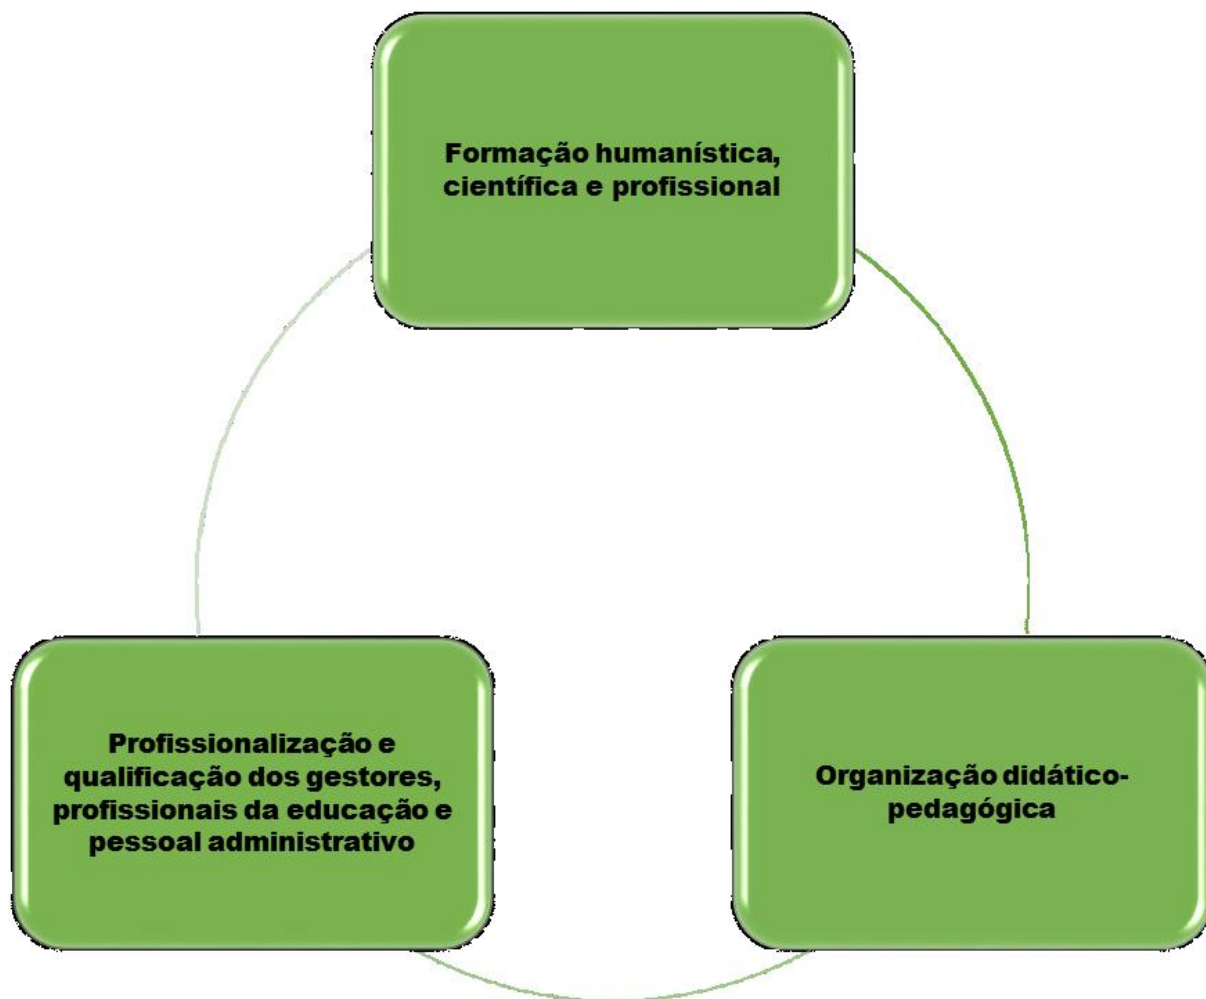 Formação humanística,
científica e profissional
Profissionalização e
qualificação dos gestores,
profissionais da educação e
pessoal administrativo
Organização didático-
pedagógica